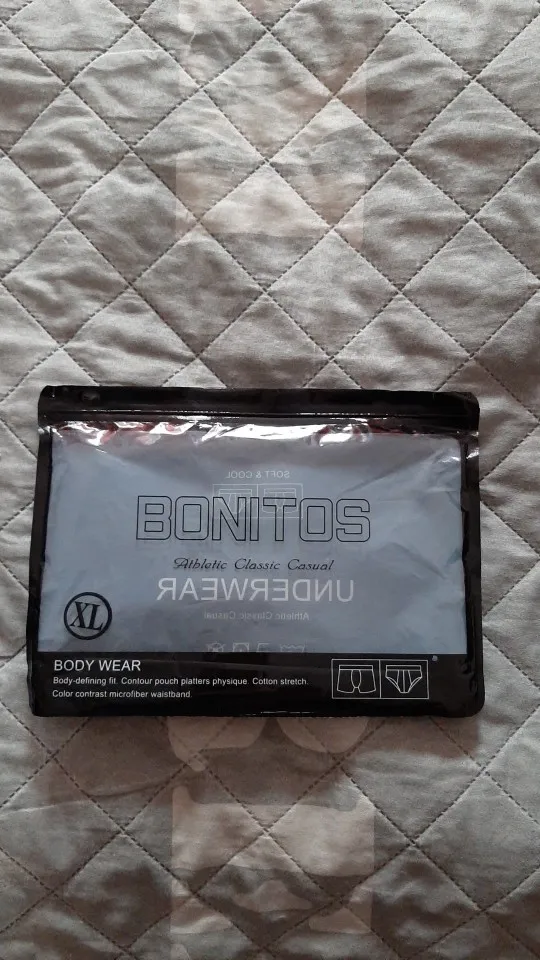 SOFT & COOL
BONITOS
Athletic Classic Casual
UNDERWEAR
Athletic Classic Casual
XL
BODY WEAR
Body-defining fit. Contour pouch platters physique. Cotton stretch.
Color contrast microfiber waistband.
®